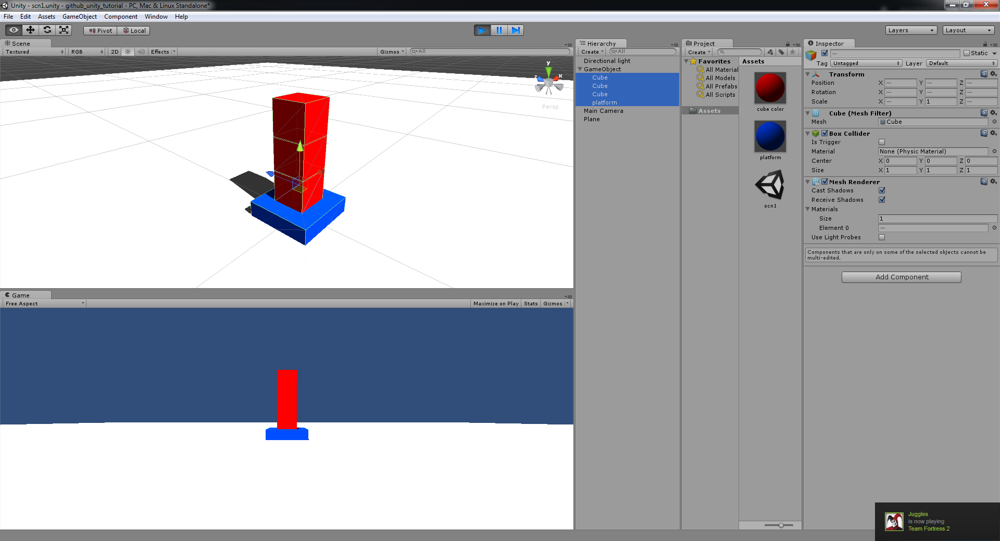 Unity - scn1.unity - github_unity_tutorial - PC, Mac & Linux Standalone*
File Edit Assets GameObject Component Window Help
Pivot Local Layers Layout
Scene
Textured RGB 2D Effects Gizmos All
y
z x
Persp
Game
Free Aspect Maximize on Play Stats Gizmos
Hierarchy
Create All
Directional light
GameObject
Cube
Cube
Cube
platform
Main Camera
Plane
Project
Create
Favorites
All Material
All Models
All Prefabs
All Scripts
Assets
Assets
cube color
platform
scn1
Inspector
— Static
Tag Untagged Layer Default
Transform
Position X — Y — Z —
Rotation X — Y — Z —
Scale X — Y 1 Z —
Cube (Mesh Filter)
Mesh Cube
Box Collider
Is Trigger
Material None (Physic Material)
Center X 0 Y 0 Z 0
Size X 1 Y 1 Z 1
Mesh Renderer
Cast Shadows
Receive Shadows
Materials
Size 1
Element 0 —
Use Light Probes
Components that are only on some of the selected objects cannot be
multi-edited.
Add Component
Juggles
is now playing
Team Fortress 2